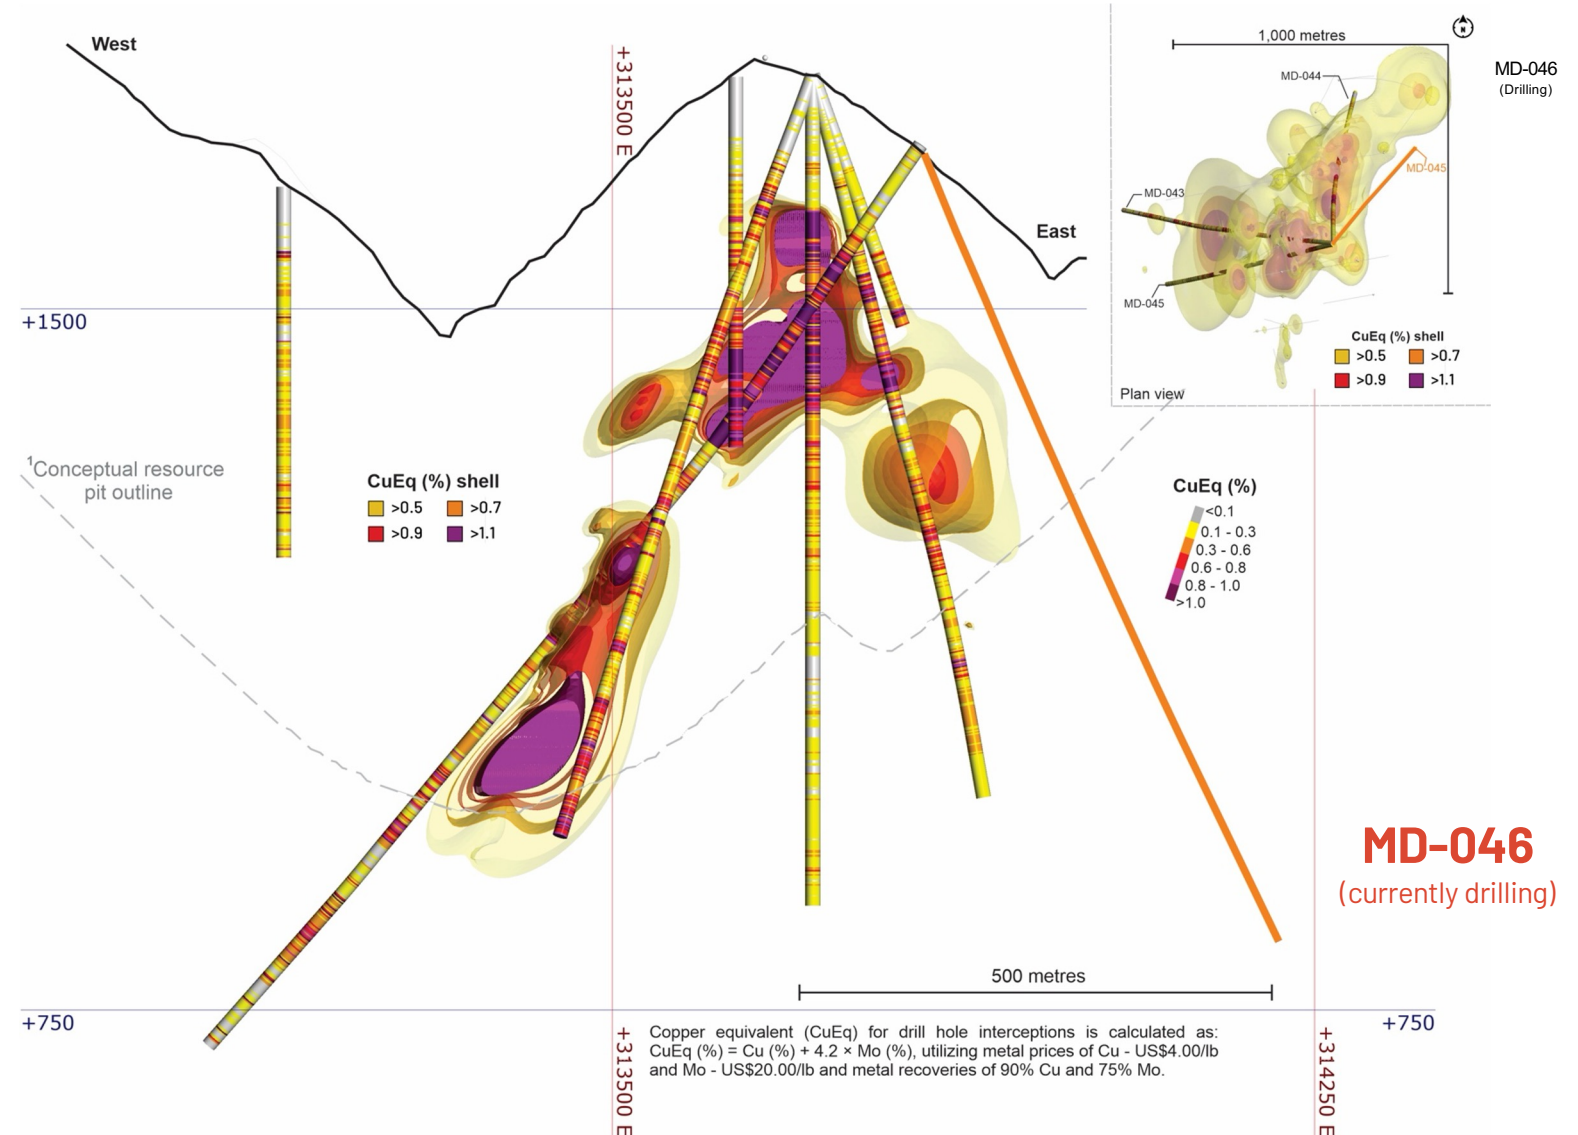 West
+313500 E
1,000 metres
N
MD-044
MD-046
(Drilling)
MD-045
MD-043
MD-045
East
+1500
CuEq (%) shell
>0.5 >0.7
>0.9 >1.1
Plan view
1Conceptual resource
pit outline
CuEq (%) shell
>0.5 >0.7
>0.9 >1.1
CuEq (%)
<0.1
0.1 - 0.3
0.3 - 0.6
0.6 - 0.8
0.8 - 1.0
>1.0
MD-046
(currently drilling)
500 metres
+750
+750
+313500 E
+314250 E
Copper equivalent (CuEq) for drill hole interceptions is calculated as:
CuEq (%) = Cu (%) + 4.2 × Mo (%), utilizing metal prices of Cu - US$4.00/lb
and Mo - US$20.00/lb and metal recoveries of 90% Cu and 75% Mo.